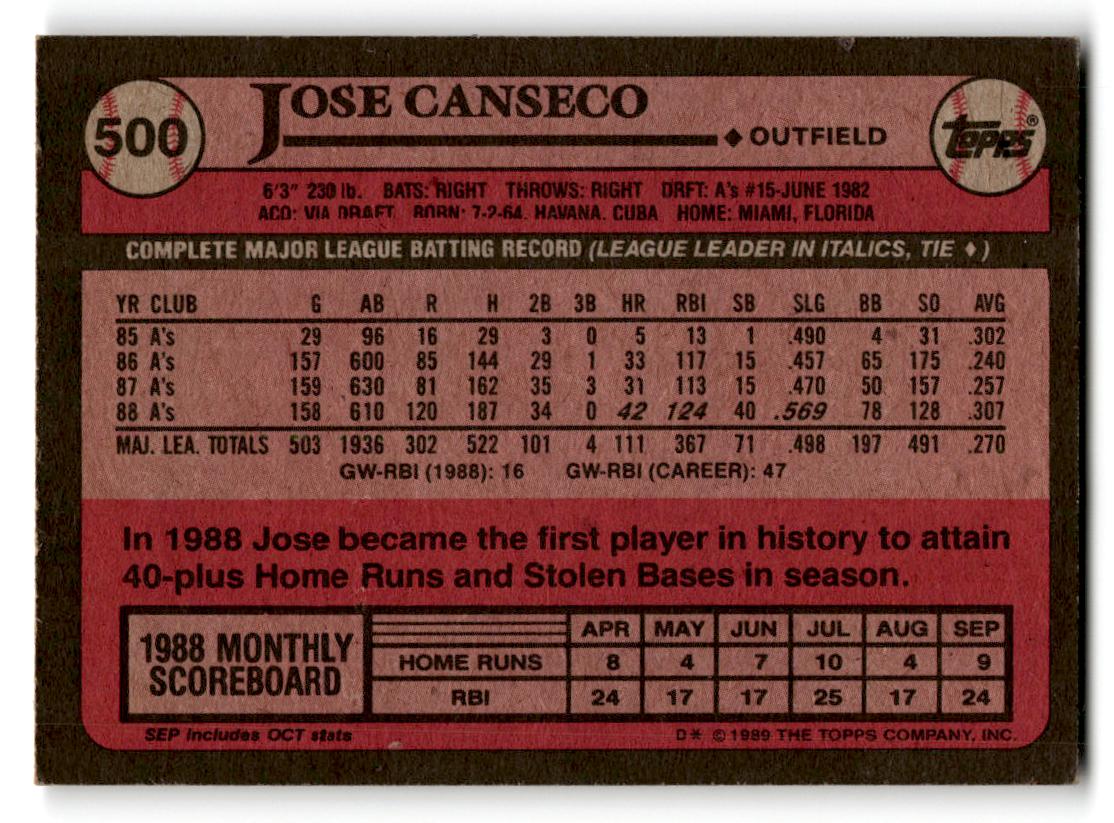 500 JOSE CANSECO
OUTFIELD
TOPPS®
6'3" 230 lb. BATS: RIGHT THROWS: RIGHT DRFT: A's #15-JUNE 1982
ACQ: VIA DRAFT BORN: 7-2-64, HAVANA, CUBA HOME: MIAMI, FLORIDA
COMPLETE MAJOR LEAGUE BATTING RECORD (LEAGUE LEADER IN ITALICS, TIE ♦)
YR CLUB G AB R H 2B 3B HR RBI SB SLG BB SO AVG
85 A's 29 96 16 29 3 0 5 13 1 .490 4 31 .302
86 A's 157 600 85 144 29 1 33 117 15 .457 65 175 .240
87 A's 159 630 81 162 35 3 31 113 15 .470 50 157 .257
88 A's 158 610 120 187 34 0 42 124 40 .569 78 128 .307
MAJ. LEA. TOTALS 503 1936 302 522 101 4 111 367 71 .498 197 491 .270
GW-RBI (1988): 16 GW-RBI (CAREER): 47
In 1988 Jose became the first player in history to attain
40-plus Home Runs and Stolen Bases in season.
1988 MONTHLY SCOREBOARD
APR MAY JUN JUL AUG SEP
HOME RUNS 8 4 7 10 4 9
RBI 24 17 17 25 17 24
SEP includes OCT stats
D* © 1989 THE TOPPS COMPANY, INC.